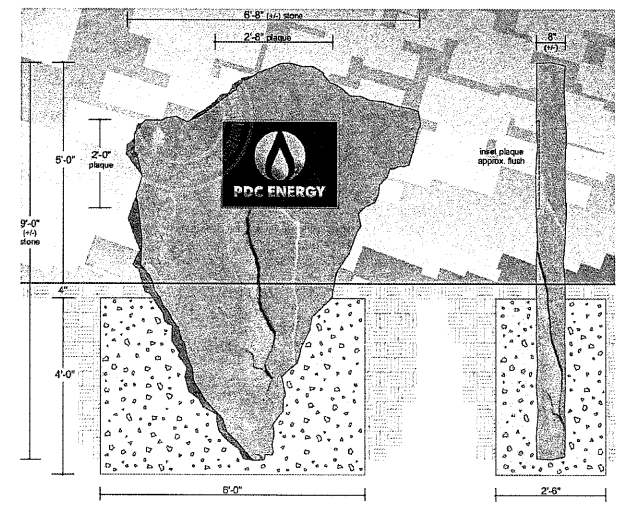 6'-8" (+/-) stone
2'-8" plaque
8"
(+/-)
5'-0"
2'-0"
plaque
inset plaque
approx. flush
PDC ENERGY
9'-0"
(+/-)
stone
4"
4'-0"
6'-0"
2'-6"